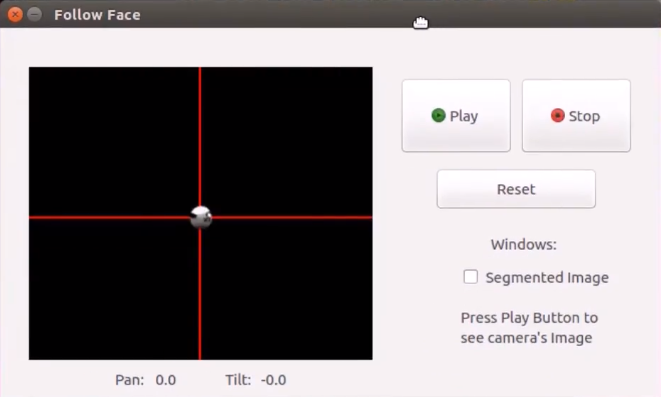 Follow Face
Play
Stop
Reset
Windows:
Segmented Image
Press Play Button to
see camera's Image
Pan: 0.0 Tilt: -0.0